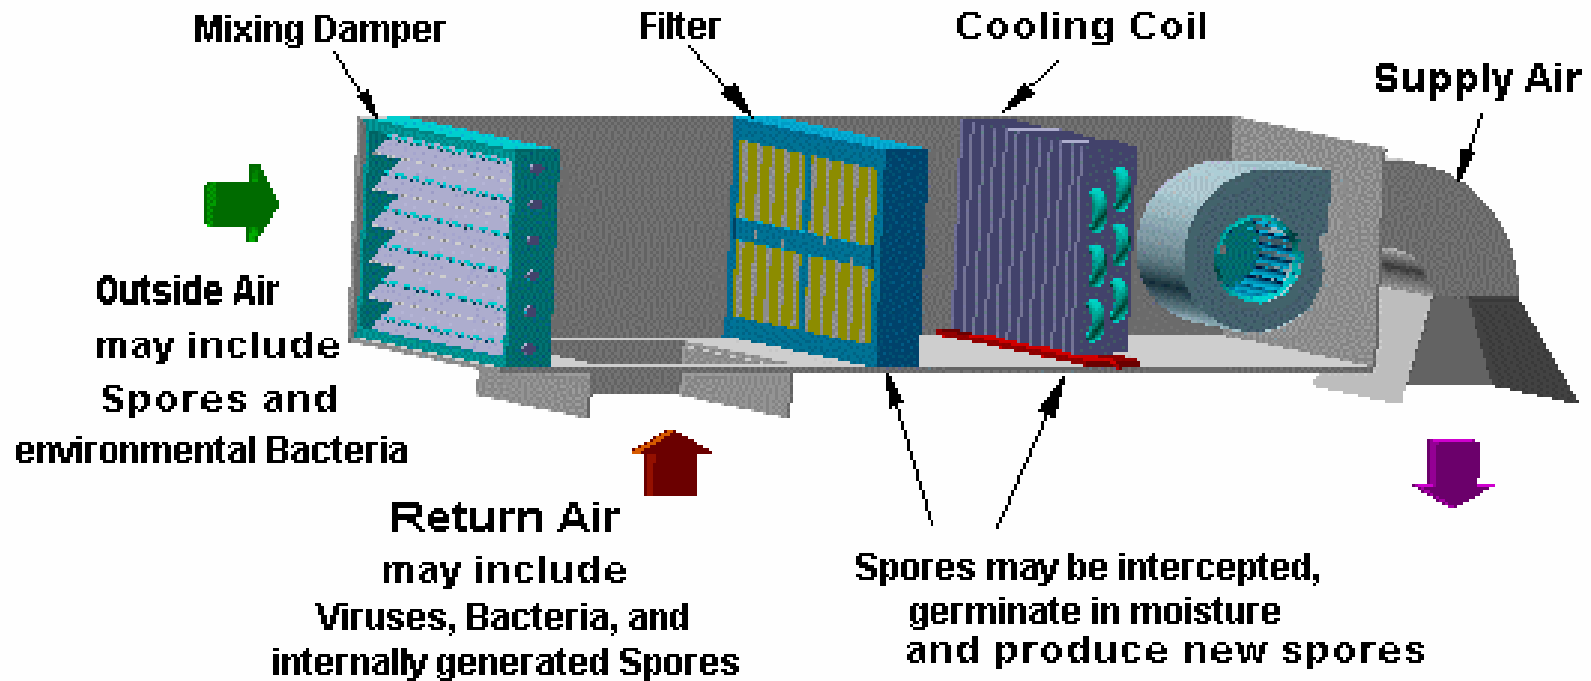 Mixing Damper
Filter
Cooling Coil
Supply Air
Outside Air
may include
Spores and
environmental Bacteria
Return Air
may include
Viruses, Bacteria, and
internally generated Spores
Spores may be intercepted,
germinate in moisture
and produce new spores